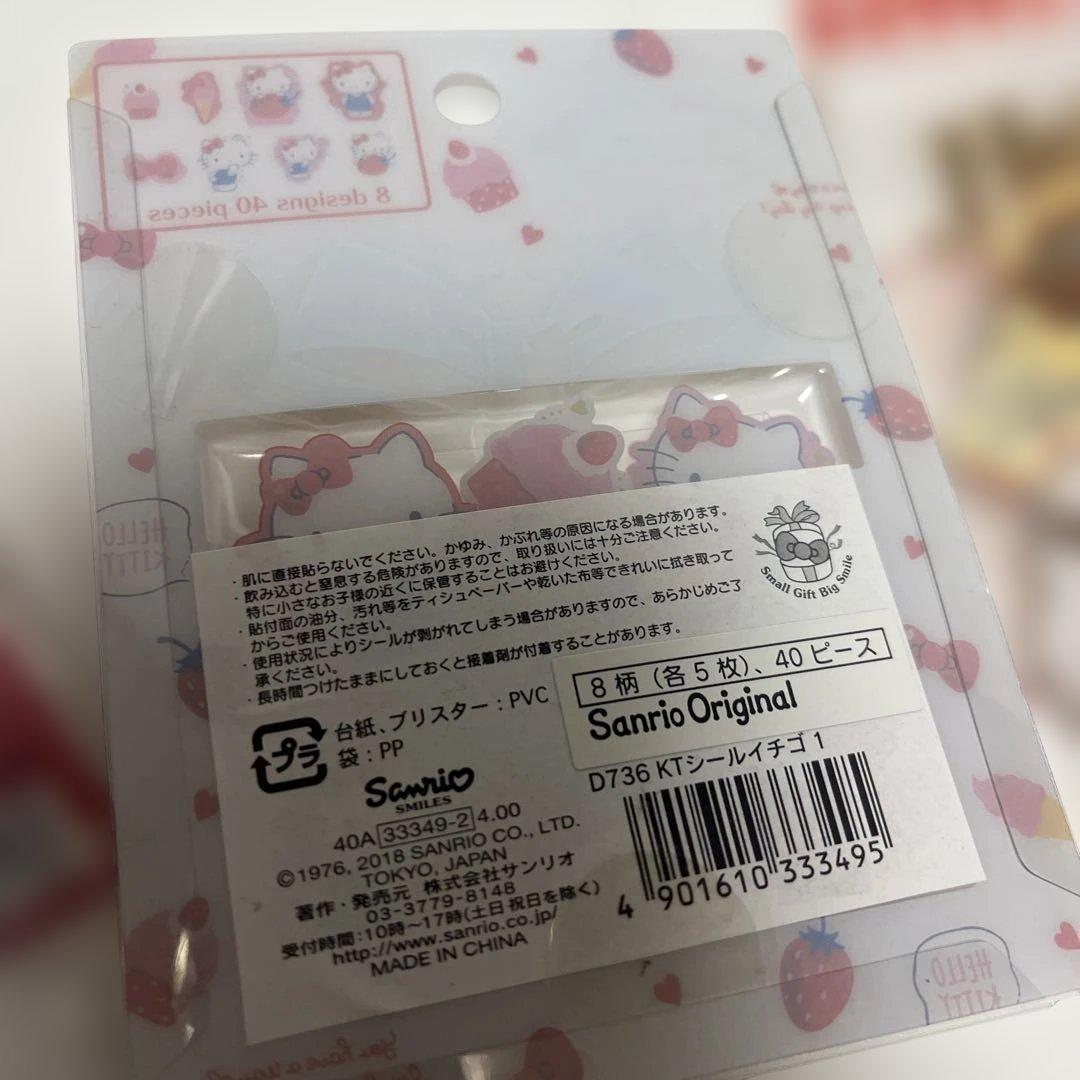 8 designs 40 pieces
HELLO
KITTY
・肌に直接貼らないでください。かゆみ、かぶれ等の原因になる場合があります。
・飲み込むと窒息する危険がありますので、取り扱いには十分ご注意ください。
特に小さなお子様の近くに保管することはお避けください。
・貼付面の油分、汚れ等をティシュペーパーや乾いた布等できれいに拭き取って
からご使用ください。
・使用状況によりシールが剥がれてしまう場合がありますので、あらかじめご了
承ください。
・長時間つけたままにしておくと接着剤が付着することがあります。
Small Gift Big Smile
8柄（各5枚）、40ピース
Sanrio Original
プラ
台紙、ブリスター：PVC
袋：PP
D736 KTシールイチゴ 1
Sanrio
SMILES
40A 33349-2 4.00
©1976, 2018 SANRIO CO., LTD.
TOKYO, JAPAN
著作・発売元 株式会社サンリオ
03-3779-8148
受付時間：10時〜17時(土日祝日を除く)
http://www.sanrio.co.jp/
MADE IN CHINA
4 901610 333495
HELLO
KITTY
you have a